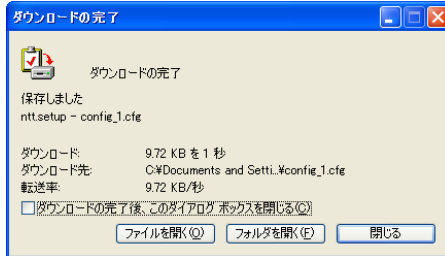 ダウンロードの完了
ダウンロードの完了
保存しました
ntt.setup - config_1.cfg
ダウンロード: 9.72 KB を 1 秒
ダウンロード先: C:¥Documents and Setti...¥config_1.cfg
転送率: 9.72 KB/秒
ダウンロードの完了後、このダイアログ ボックスを閉じる(C)
ファイルを開く(O) フォルダを開く(F) 閉じる